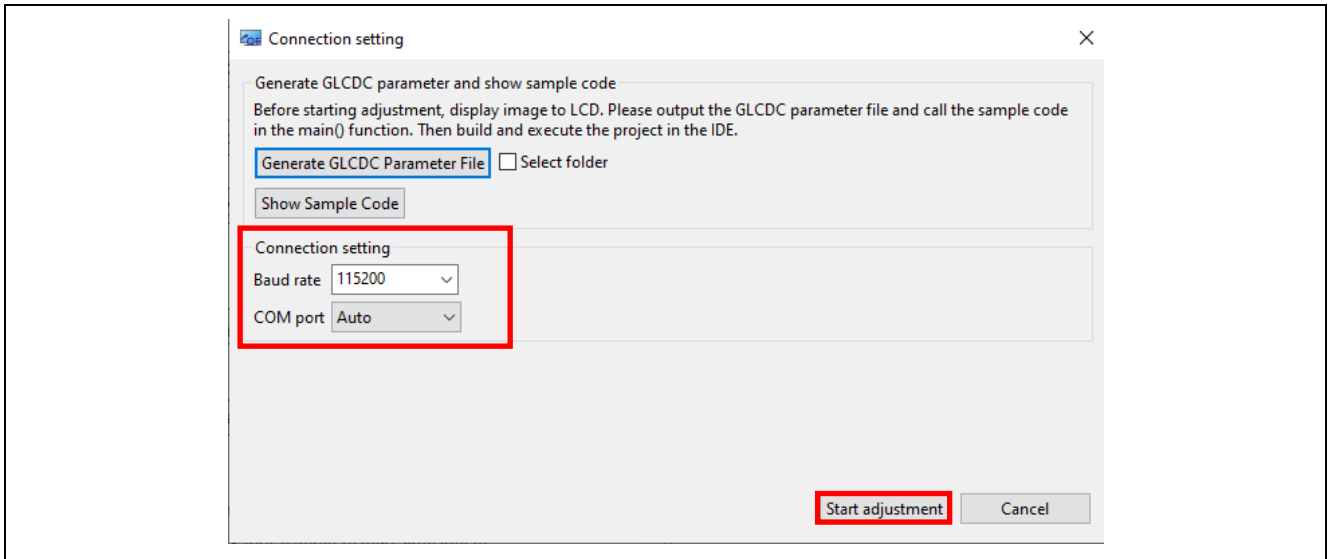 Connection setting
Generate GLCDC parameter and show sample code
Before starting adjustment, display image to LCD. Please output the GLCDC parameter file and call the sample code
in the main() function. Then build and execute the project in the IDE.
Generate GLCDC Parameter File Select folder
Show Sample Code
Connection setting
Baud rate 115200
COM port Auto
Start adjustment Cancel